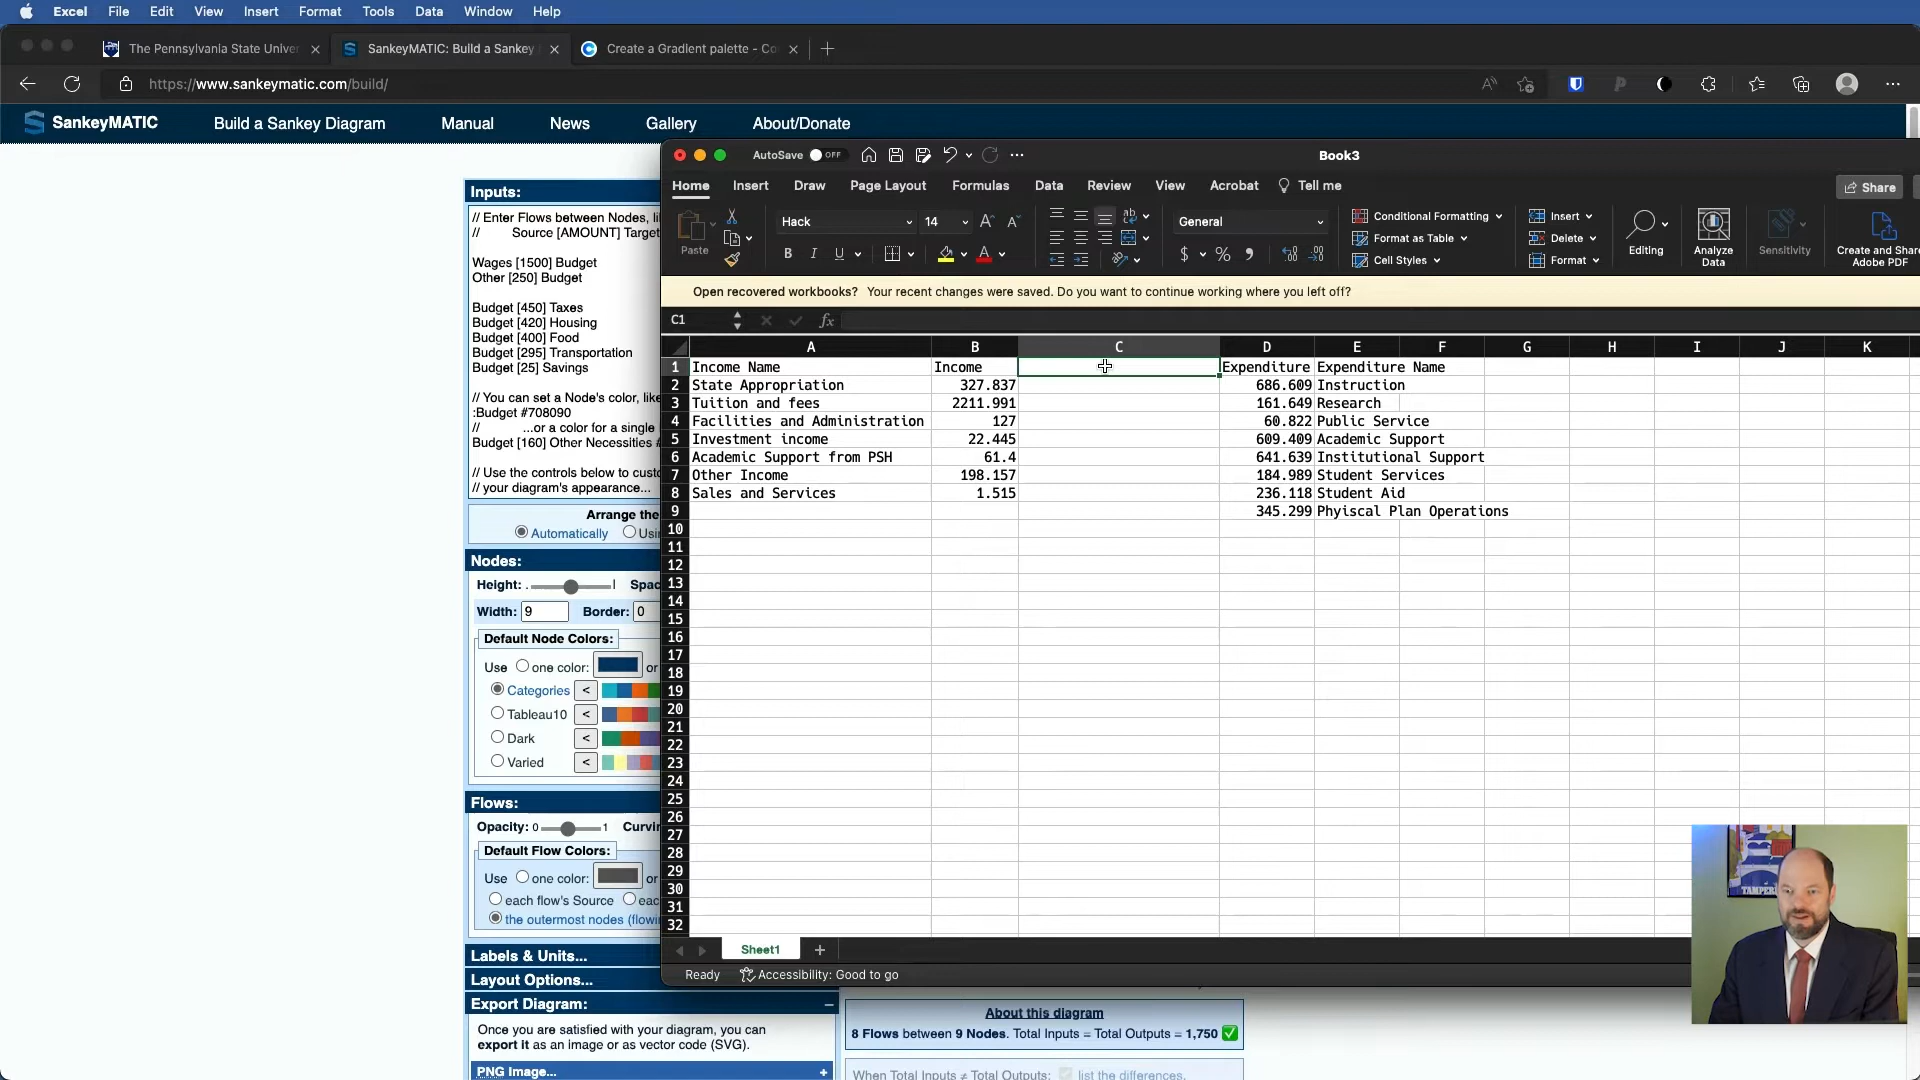 Excel File Edit View Insert Format Tools Data Window Help
The Pennsylvania State Univer
SankeyMATIC: Build a Sankey
Create a Gradient palette - Co
https://www.sankeymatic.com/build/
SankeyMATIC Build a Sankey Diagram Manual News Gallery About/Donate
AutoSave OFF Book3
Home Insert Draw Page Layout Formulas Data Review View Acrobat Tell me Share
Paste Hack 14 General
B I U $ %
Conditional Formatting
Format as Table
Cell Styles
Insert
Delete
Format
Editing
Analyze
Data
Sensitivity
Create and Share
Adobe PDF
Open recovered workbooks? Your recent changes were saved. Do you want to continue working where you left off?
C1 fx
A B C D E F G H I J K
1 Income Name Income Expenditure Expenditure Name
2 State Appropriation 327.837 686.609 Instruction
3 Tuition and fees 2211.991 161.649 Research
4 Facilities and Administration 127 60.822 Public Service
5 Investment income 22.445 609.409 Academic Support
6 Academic Support from PSH 61.4 641.639 Institutional Support
7 Other Income 198.157 184.989 Student Services
8 Sales and Services 1.515 236.118 Student Aid
9 345.299 Phyiscal Plan Operations
10
11
12
13
14
15
16
17
18
19
20
21
22
23
24
25
26
27
28
29
30
31
32
Sheet1
Ready Accessibility: Good to go
Inputs:
// Enter Flows between Nodes, li
// Source [AMOUNT] Target
Wages [1500] Budget
Other [250] Budget
Budget [450] Taxes
Budget [420] Housing
Budget [400] Food
Budget [295] Transportation
Budget [25] Savings
// You can set a Node's color, like
:Budget #708090
// ...or a color for a single
Budget [160] Other Necessities #
// Use the controls below to custo
// your diagram's appearance...
Arrange the
Automatically Usi
Nodes:
Height: Spac
Width: 9 Border: 0
Default Node Colors:
Use one color: or
Categories <
Tableau10 <
Dark <
Varied <
Flows:
Opacity: 0 1 Curvi
Default Flow Colors:
Use one color: or
each flow's Source eac
the outermost nodes (flowi
Labels & Units...
Layout Options...
Export Diagram: –
Once you are satisfied with your diagram, you can
export it as an image or as vector code (SVG).
PNG Image... +
About this diagram
8 Flows between 9 Nodes. Total Inputs = Total Outputs = 1,750
When Total Inputs ≠ Total Outputs: list the differences.
TAMPERE